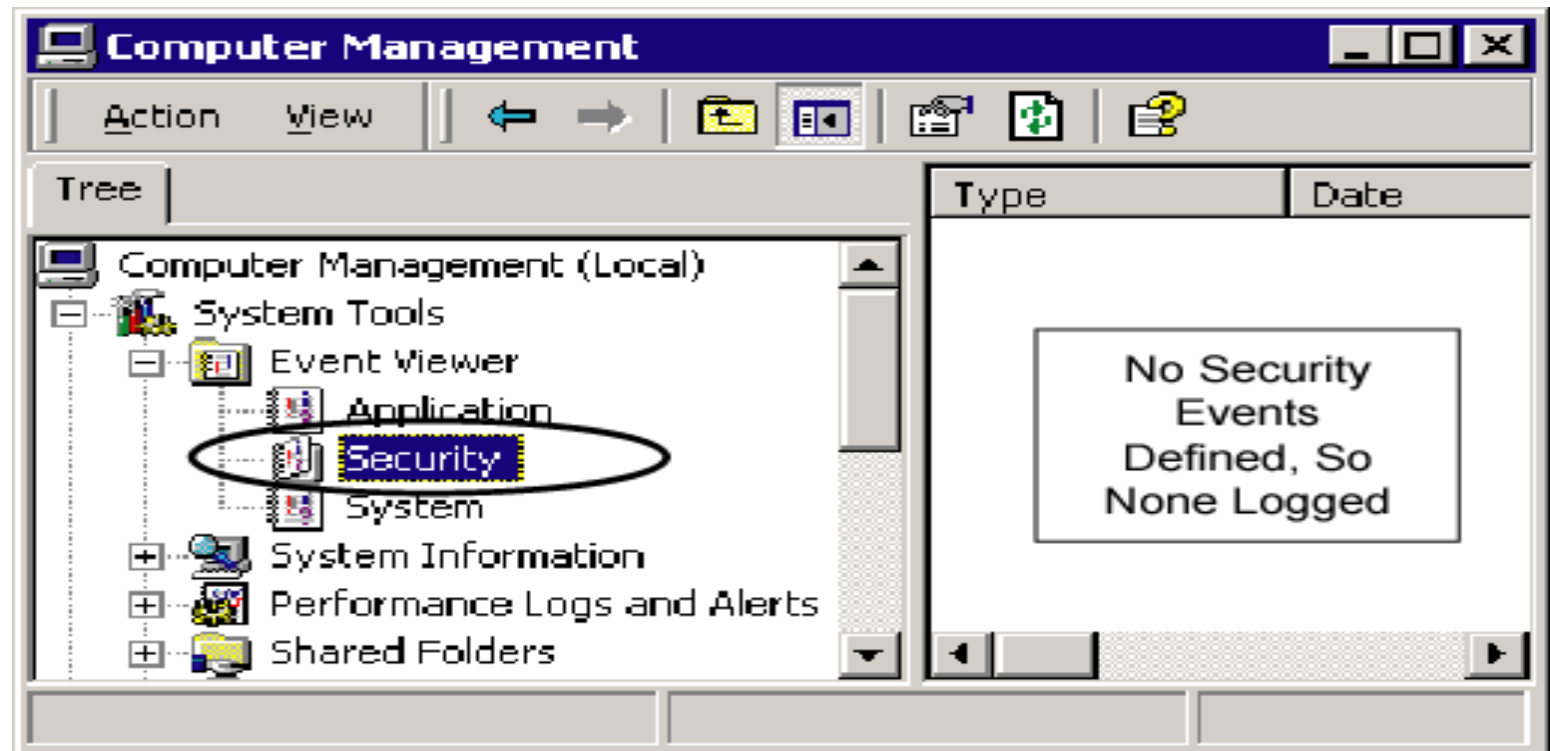 Computer Management
Action View
Tree
Type Date
Computer Management (Local)
System Tools
Event Viewer
Application
Security
System
System Information
Performance Logs and Alerts
Shared Folders
No Security
Events
Defined, So
None Logged